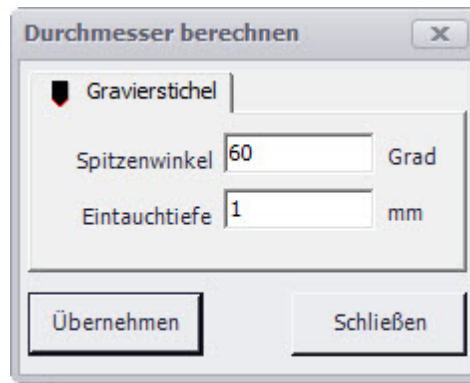 Durchmesser berechnen
Gravierstichel
Spitzenwinkel 60 Grad
Eintauchtiefe 1 mm
Übernehmen Schließen